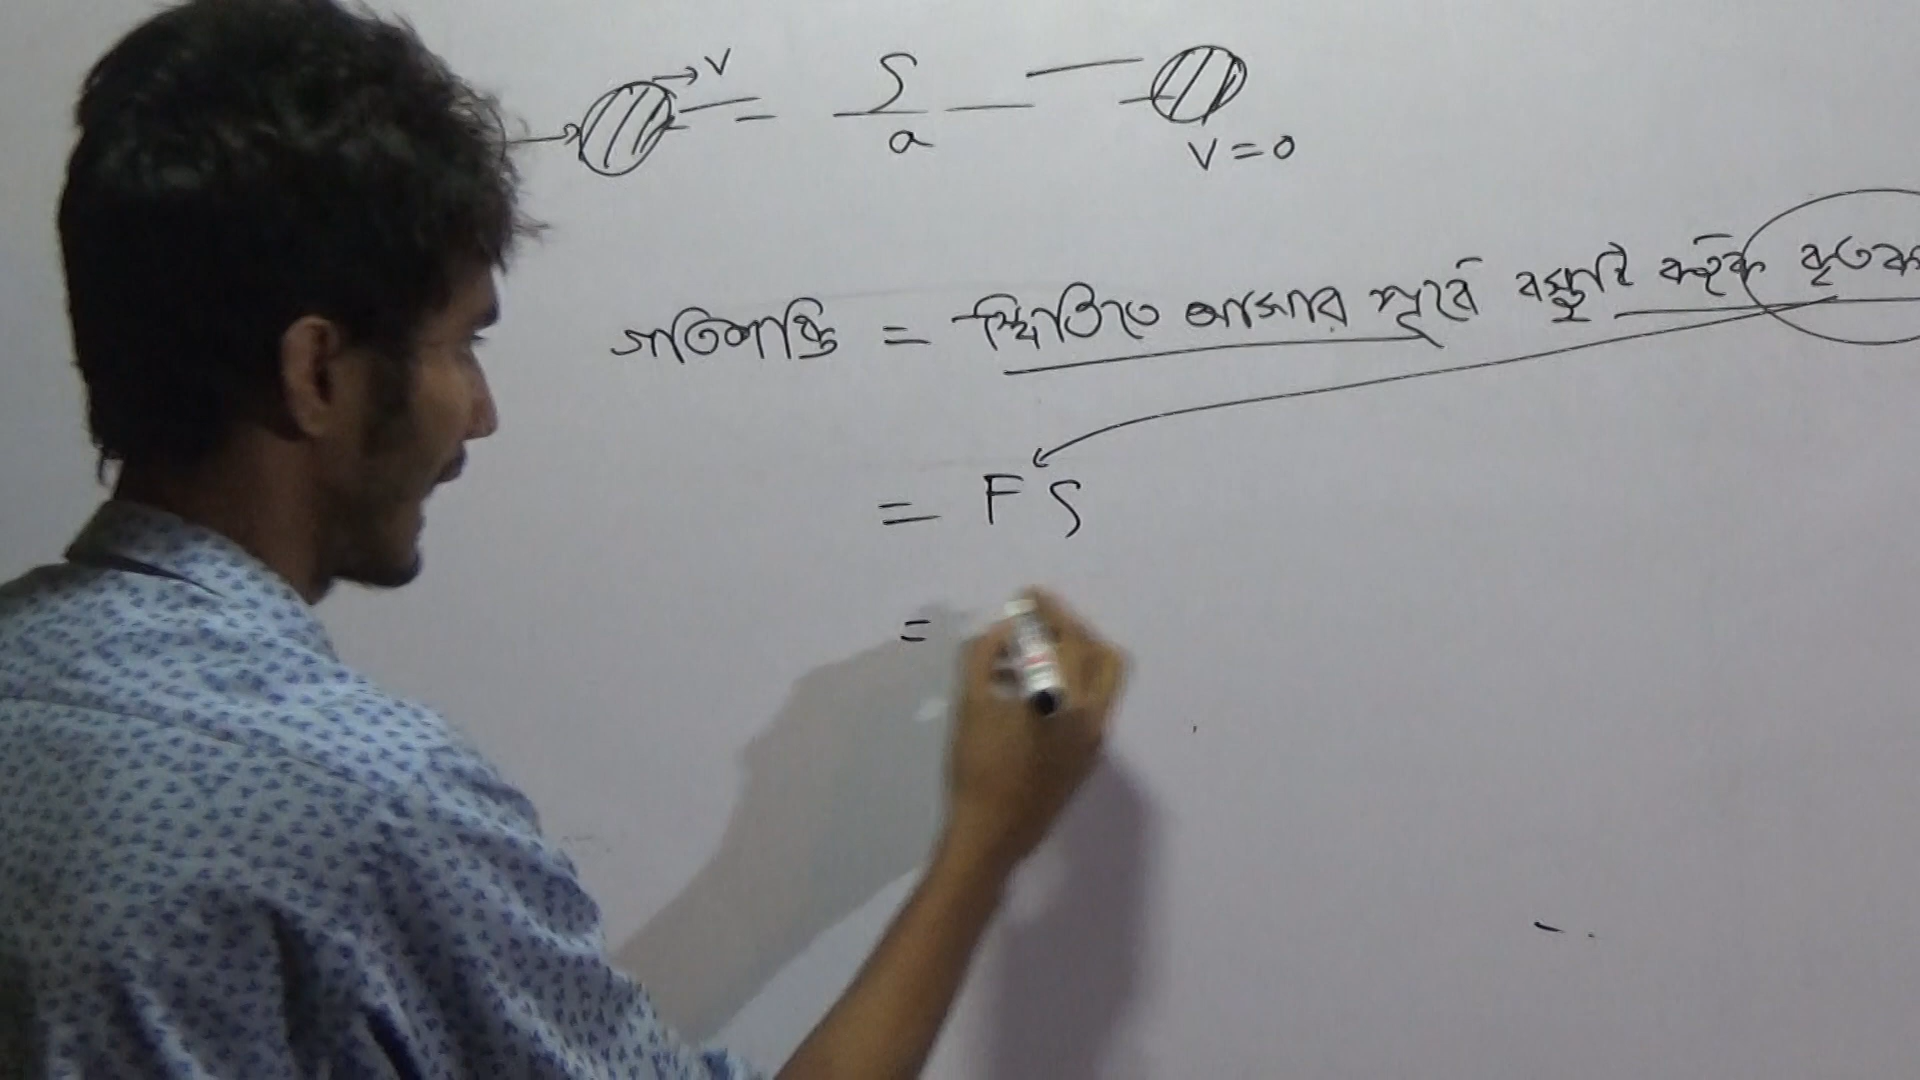 v
S
a
v = 0
গতিশক্তি = স্থিতিতে আসার পূর্বে বস্তুটি কর্তৃক কৃতক
= FS
=